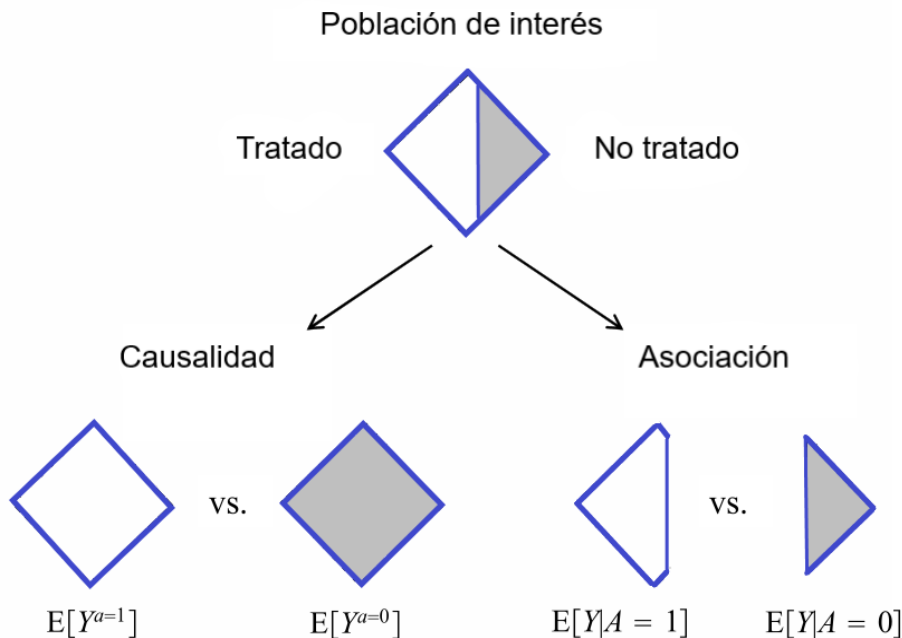 Población de interés
Tratado
No tratado
Causalidad
Asociación
vs.
vs.
E[Y^{a=1}]
E[Y^{a=0}]
E[Y|A = 1]
E[Y|A = 0]